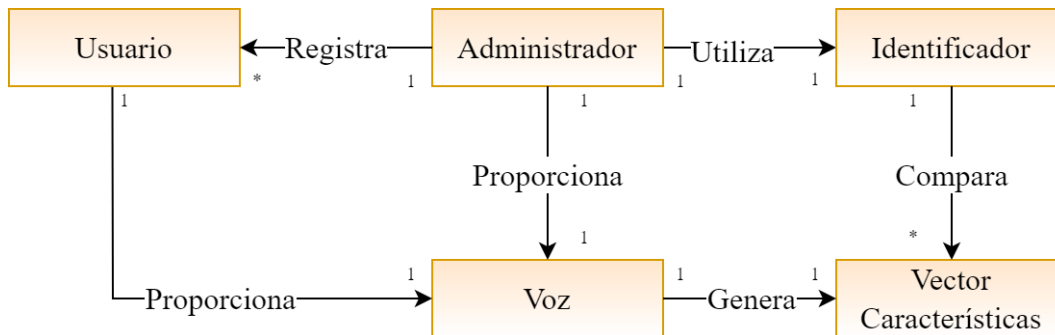 Usuario
Registra
Administrador
Utiliza
Identificador
*
1
1
1
1
1
1
Proporciona
Compara
1
*
1
1
1
Proporciona
Voz
Genera
Vector
Características